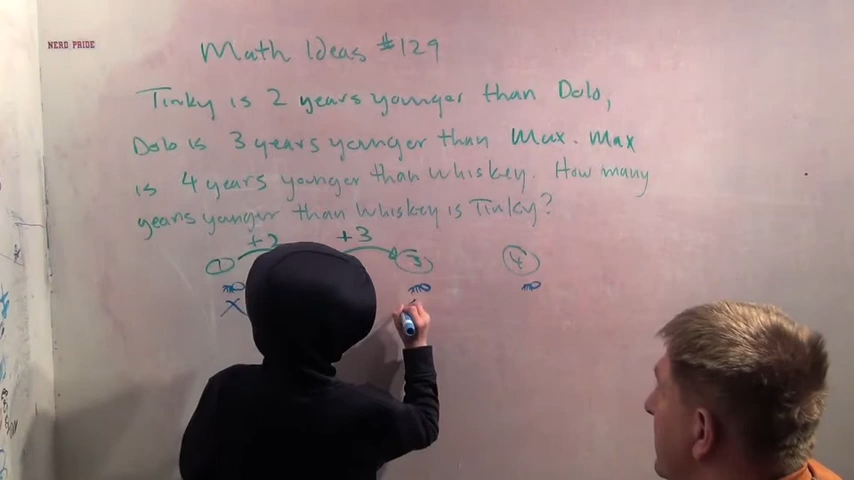 NERD PRIDE
Math Ideas #129
Tinky is 2 years younger than Dolo,
Dolo is 3 years younger than Max. Max
is 4 years younger than Whiskey. How many
years younger than Whiskey is Tinky?
+2 +3
1 3 4
x